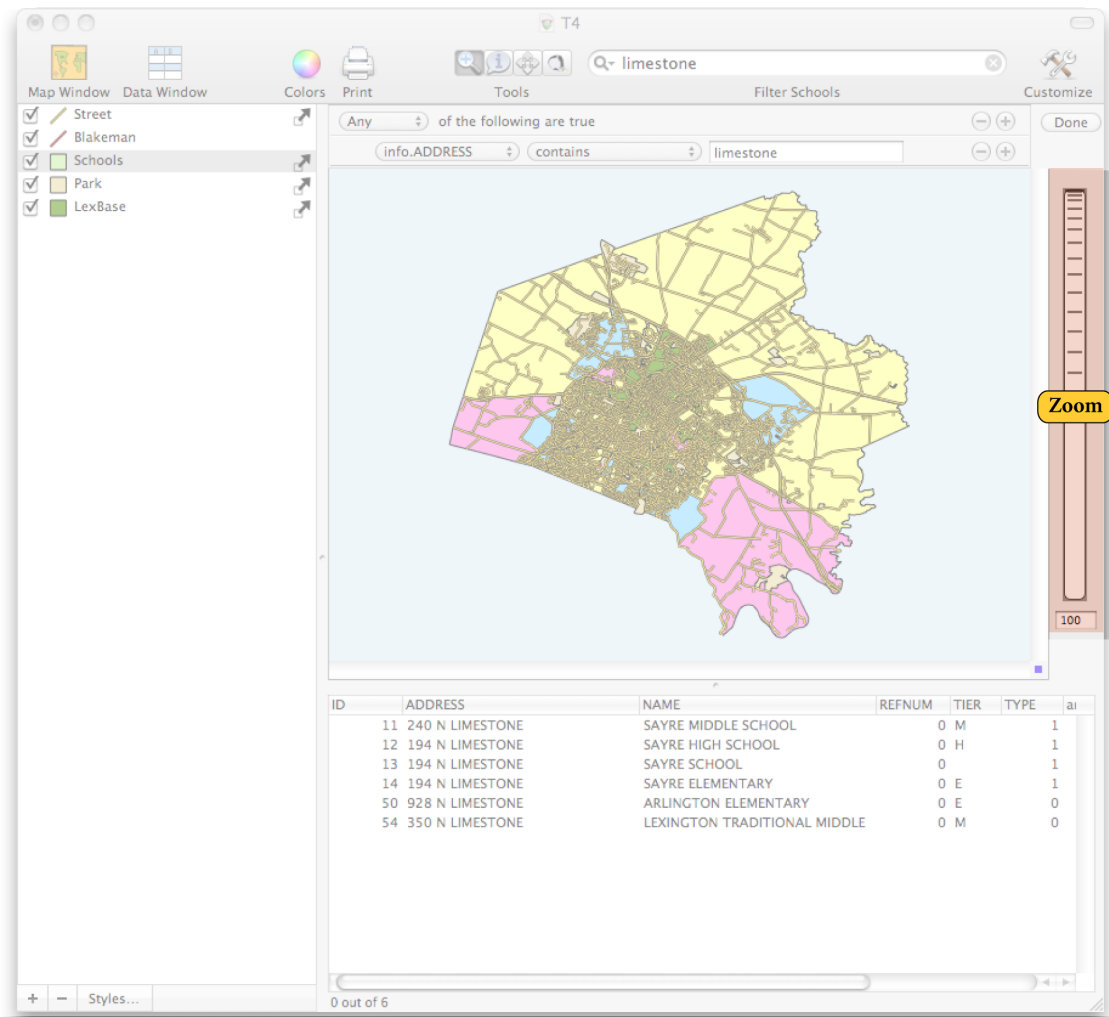 T4
limestone
Map Window Data Window Colors Print Tools Filter Schools Customize
Street
Blakeman
Schools
Park
LexBase
Any of the following are true
Done
info.ADDRESS contains limestone
Zoom
100
ID ADDRESS NAME REFNUM TIER TYPE
11 240 N LIMESTONE SAYRE MIDDLE SCHOOL 0 M 1
12 194 N LIMESTONE SAYRE HIGH SCHOOL 0 H 1
13 194 N LIMESTONE SAYRE SCHOOL 0 1
14 194 N LIMESTONE SAYRE ELEMENTARY 0 E 1
50 928 N LIMESTONE ARLINGTON ELEMENTARY 0 E 0
54 350 N LIMESTONE LEXINGTON TRADITIONAL MIDDLE 0 M 0
+ − Styles...
0 out of 6